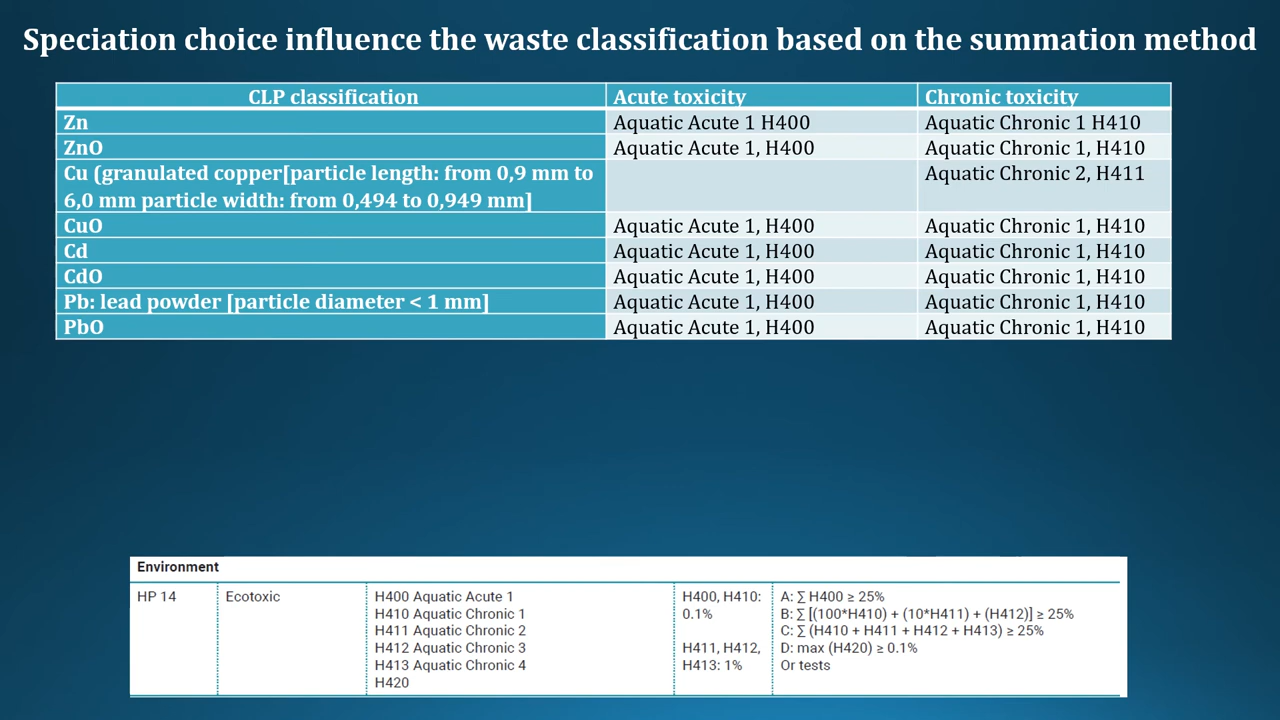 Speciation choice influence the waste classification based on the summation method
CLP classification Acute toxicity Chronic toxicity
Zn Aquatic Acute 1 H400 Aquatic Chronic 1 H410
ZnO Aquatic Acute 1, H400 Aquatic Chronic 1, H410
Cu (granulated copper[particle length: from 0,9 mm to Aquatic Chronic 2, H411
6,0 mm particle width: from 0,494 to 0,949 mm]
CuO Aquatic Acute 1, H400 Aquatic Chronic 1, H410
Cd Aquatic Acute 1, H400 Aquatic Chronic 1, H410
CdO Aquatic Acute 1, H400 Aquatic Chronic 1, H410
Pb: lead powder [particle diameter < 1 mm] Aquatic Acute 1, H400 Aquatic Chronic 1, H410
PbO Aquatic Acute 1, H400 Aquatic Chronic 1, H410
Environment
HP 14 Ecotoxic H400 Aquatic Acute 1 H400, H410: A: ∑ H400 ≥ 25%
H410 Aquatic Chronic 1 0.1% B: ∑ [(100*H410) + (10*H411) + (H412)] ≥ 25%
H411 Aquatic Chronic 2 C: ∑ (H410 + H411 + H412 + H413) ≥ 25%
H412 Aquatic Chronic 3 H411, H412, D: max (H420) ≥ 0.1%
H413 Aquatic Chronic 4 H413: 1% Or tests
H420